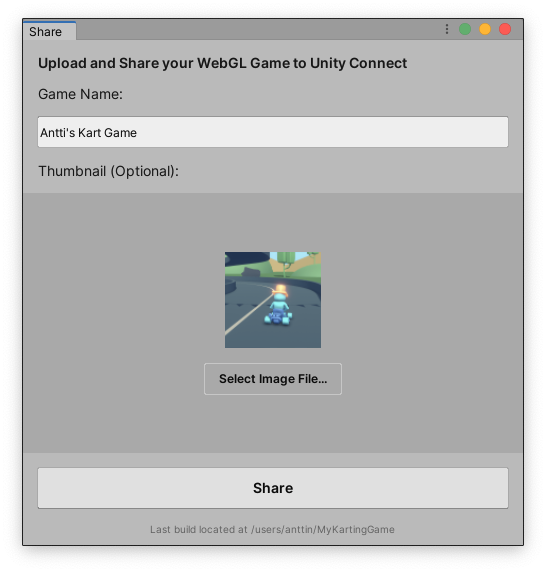 Share
Upload and Share your WebGL Game to Unity Connect
Game Name:
Antti's Kart Game
Thumbnail (Optional):
Select Image File...
Share
Last build located at /users/anttin/MyKartingGame